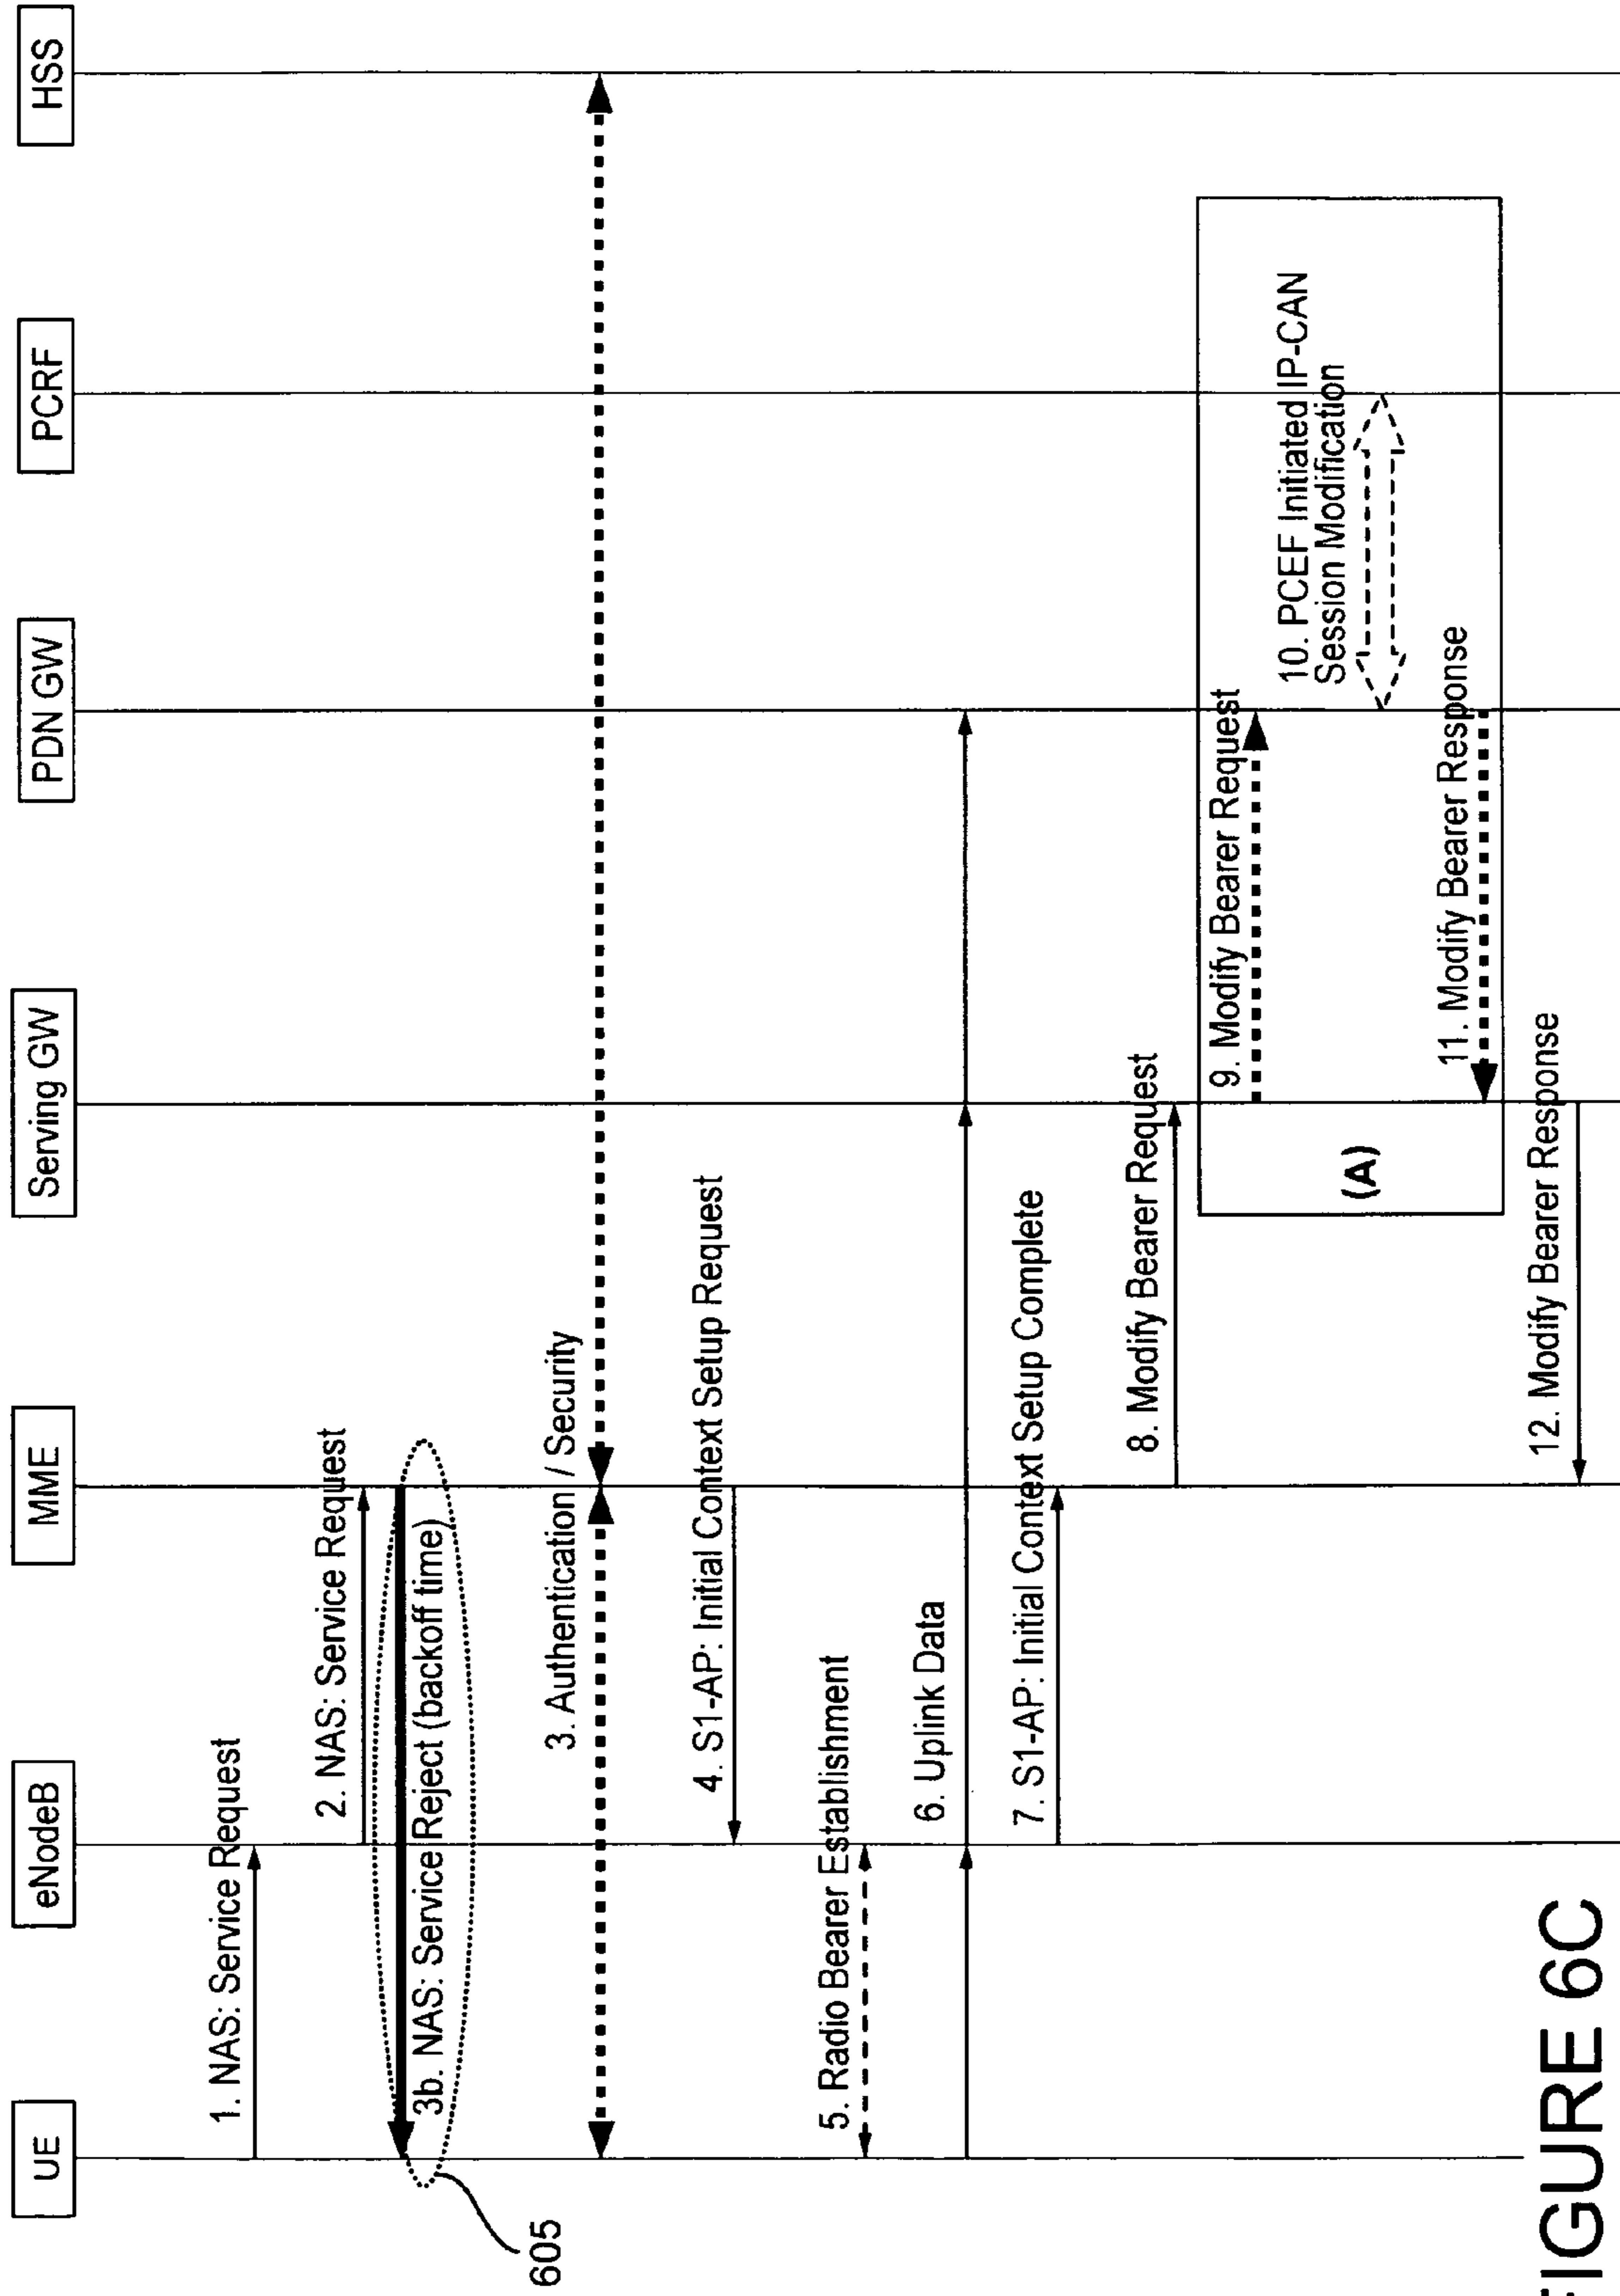 UE
eNodeB
MME
Serving GW
PDN GW
PCRF
HSS
1. NAS: Service Request
2. NAS: Service Request
3b. NAS: Service Reject (backoff time)
605
3. Authentication / Security
4. S1-AP: Initial Context Setup Request
5. Radio Bearer Establishment
6. Uplink Data
7. S1-AP: Initial Context Setup Complete
8. Modify Bearer Request
9. Modify Bearer Request
(A)
10. PCEF Initiated IP-CAN
Session Modification
11. Modify Bearer Response
12. Modify Bearer Response
FIGURE 6C